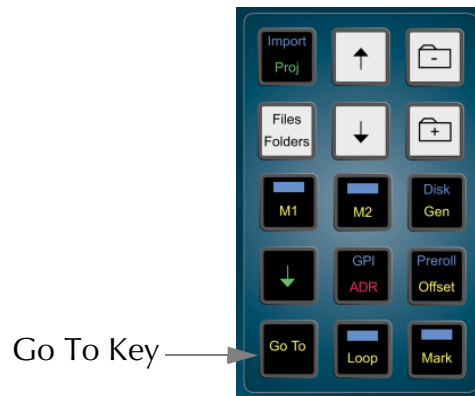 Import
Proj
-
Files
Folders
+
M1
M2
Disk
Gen
GPI
ADR
Preroll
Offset
Go To Key
Go To
Loop
Mark